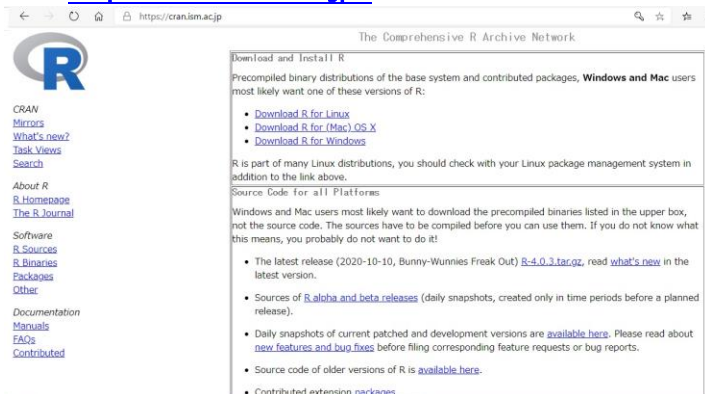 https://cran.ism.ac.jp
The Comprehensive R Archive Network
R
CRAN
Mirrors
What's new?
Task Views
Search
About R
R Homepage
The R Journal
Software
R Sources
R Binaries
Packages
Other
Documentation
Manuals
FAQs
Contributed
Download and Install R
Precompiled binary distributions of the base system and contributed packages, Windows and Mac users
most likely want one of these versions of R:
• Download R for Linux
• Download R for (Mac) OS X
• Download R for Windows
R is part of many Linux distributions, you should check with your Linux package management system in
addition to the link above.
Source Code for all Platforms
Windows and Mac users most likely want to download the precompiled binaries listed in the upper box,
not the source code. The sources have to be compiled before you can use them. If you do not know what
this means, you probably do not want to do it!
• The latest release (2020-10-10, Bunny-Wunnies Freak Out) R-4.0.3.tar.gz, read what's new in the
latest version.
• Sources of R alpha and beta releases (daily snapshots, created only in time periods before a planned
release).
• Daily snapshots of current patched and development versions are available here. Please read about
new features and bug fixes before filing corresponding feature requests or bug reports.
• Source code of older versions of R is available here.
• Contributed extension packages